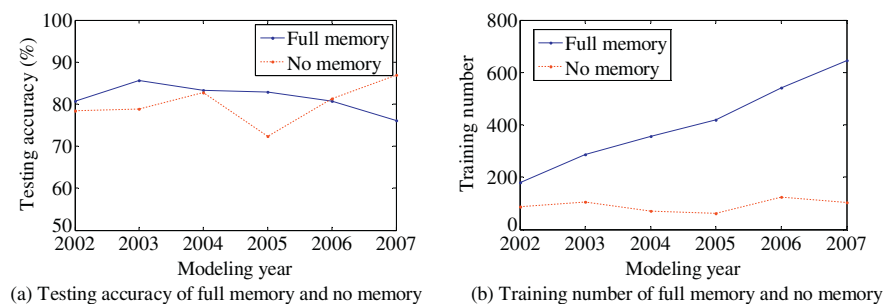 100
90
80
70
60
50
Testing accuracy (%)
Full memory
No memory
2002 2003 2004 2005 2006 2007
Modeling year
(a) Testing accuracy of full memory and no memory
800
600
400
200
0
Training number
Full memory
No memory
2002 2003 2004 2005 2006 2007
Modeling year
(b) Training number of full memory and no memory